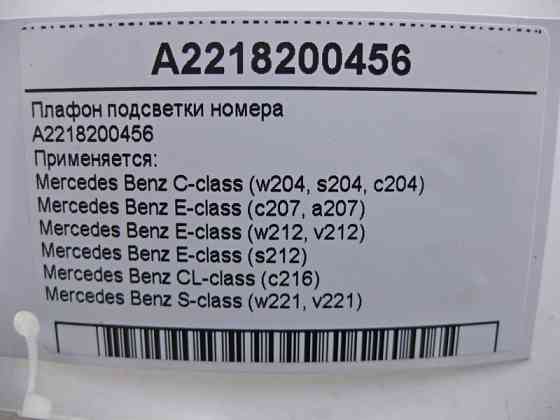 A2218200456
Плафон подсветки номера
A2218200456
Применяется:
Mercedes Benz C-class (w204, s204, c204)
Mercedes Benz E-class (c207, a207)
Mercedes Benz E-class (w212, v212)
Mercedes Benz E-class (s212)
Mercedes Benz CL-class (c216)
Mercedes Benz S-class (w221, v221)